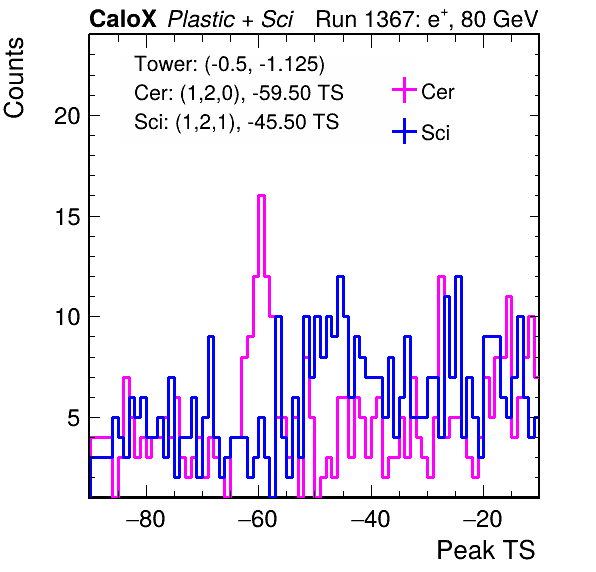 CaloX Plastic + Sci Run 1367: e⁺, 80 GeV
Counts
Tower: (-0.5, -1.125)
Cer: (1,2,0), -59.50 TS
Sci: (1,2,1), -45.50 TS
Cer
Sci
20
15
10
5
−80 −60 −40 −20
Peak TS